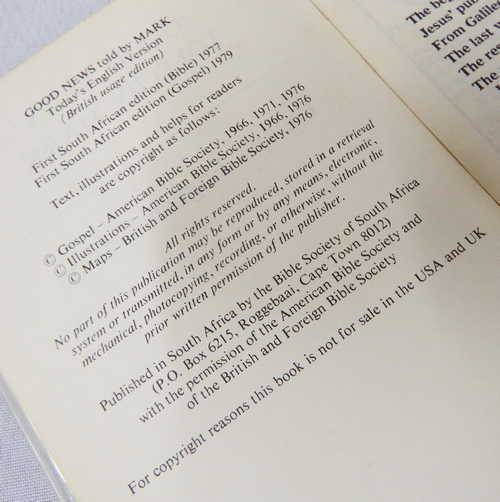 GOOD NEWS told by MARK
Today's English Version
(British usage edition)
First South African edition (Bible) 1977
First South African edition (Gospel) 1979
Text, illustrations and helps for readers
are copyright as follows:
© Gospel – American Bible Society, 1966, 1971, 1976
© Illustrations – American Bible Society, 1966, 1976
© Maps – British and Foreign Bible Society, 1976
All rights reserved.
No part of this publication may be reproduced, stored in a retrieval
system or transmitted, in any form or by any means, electronic,
mechanical, photocopying, recording, or otherwise, without the
prior written permission of the publisher.
Published in South Africa by the Bible Society of South Africa
(P.O. Box 6215, Roggebaai, Cape Town 8012)
with the permission of the American Bible Society and
of the British and Foreign Bible Society
For copyright reasons this book is not for sale in the USA and UK
The
Jesus'
From
The last
The